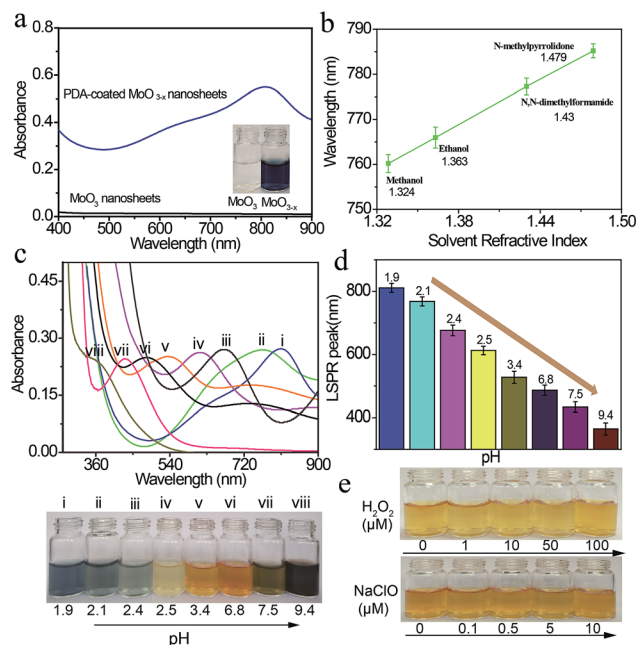 a
0.8
0.6
0.4
0.2
0.0
Absorbance
PDA-coated MoO3-x nanosheets
MoO3 nanosheets
MoO3 MoO3-x
400 500 600 700 800 900
Wavelength (nm)
b
790
780
770
760
750
Wavelength (nm)
N-methylpyrrolidone
1.479
N,N-dimethylformamide
1.43
Ethanol
1.363
Methanol
1.324
1.32 1.38 1.44 1.50
Solvent Refractive Index
c
0.45
0.30
0.15
0.00
Absorbance
viii vii vi v iv iii ii i
360 540 720 900
Wavelength (nm)
i ii iii iv v vi vii viii
1.9 2.1 2.4 2.5 3.4 6.8 7.5 9.4
pH
d
800
600
400
LSPR peak(nm)
1.9
2.1
2.4
2.5
3.4
6.8
7.5
9.4
pH
e
H2O2
(µM)
0 1 10 50 100
NaClO
(µM)
0 0.1 0.5 5 10